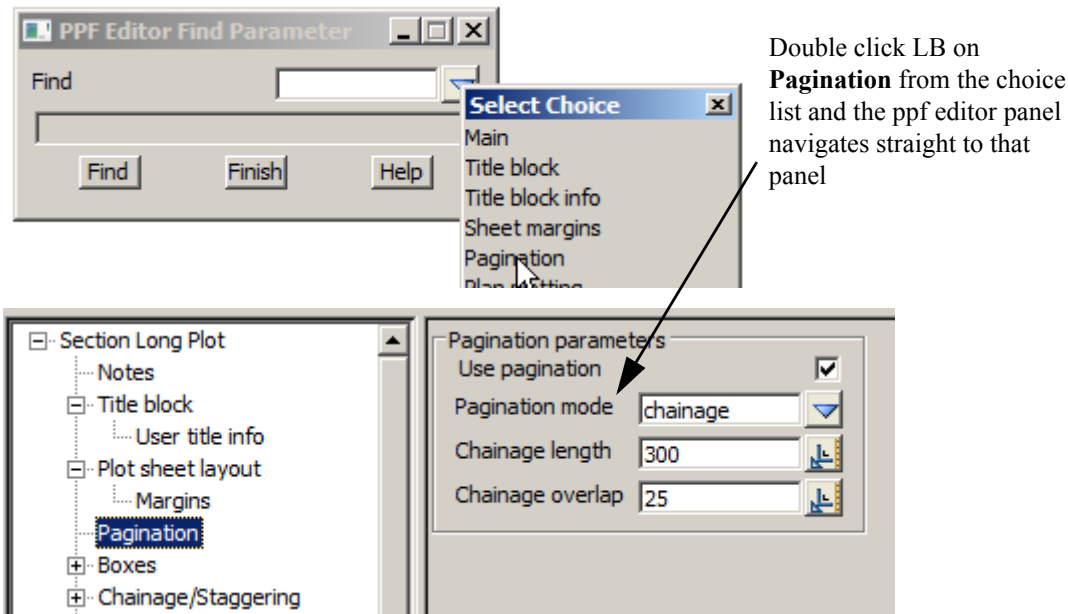 PPF Editor Find Parameter
Find
Find Finish Help
Select Choice
Main
Title block
Title block info
Sheet margins
Pagination
Double click LB on
Pagination from the choice
list and the ppf editor panel
navigates straight to that
panel
Section Long Plot
Notes
Title block
User title info
Plot sheet layout
Margins
Pagination
Boxes
Chainage/Staggering
Pagination parameters
Use pagination
Pagination mode chainage
Chainage length 300
Chainage overlap 25